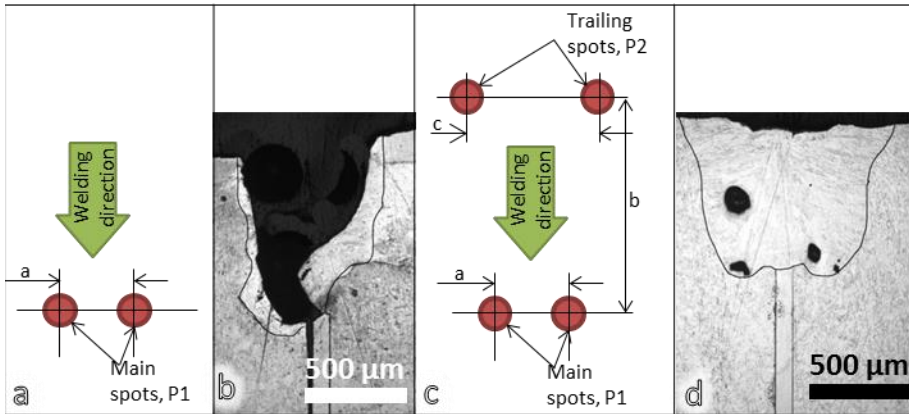 Welding
direction
a
Main
spots, P1
a
500 µm
b
Trailing
spots, P2
c
Welding
direction
b
a
Main
spots, P1
c
500 µm
d